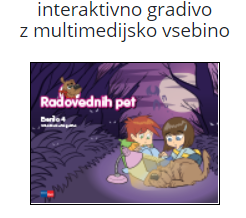 interaktivno gradivo
z multimedijsko vsebino
Radovednih pet
Berilo 4